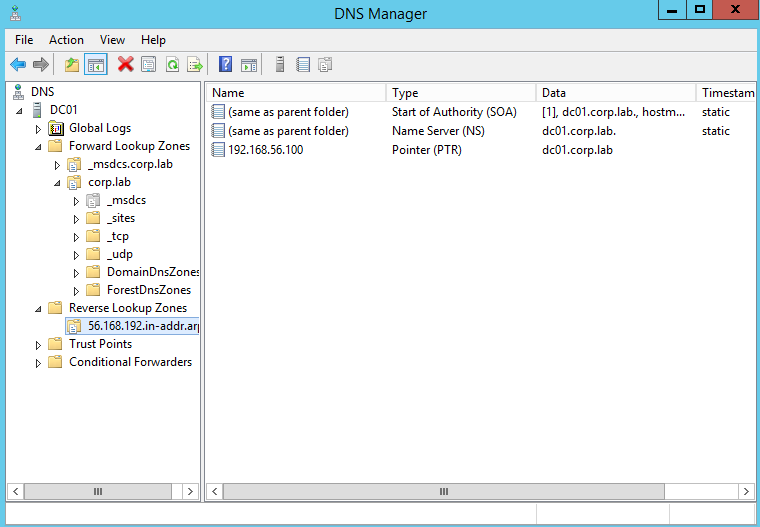 DNS Manager
File Action View Help
DNS
DC01
Global Logs
Forward Lookup Zones
_msdcs.corp.lab
corp.lab
_msdcs
_sites
_tcp
_udp
DomainDnsZones
ForestDnsZones
Reverse Lookup Zones
56.168.192.in-addr.arp
Trust Points
Conditional Forwarders
Name Type Data Timestam
(same as parent folder) Start of Authority (SOA) [1], dc01.corp.lab., hostm... static
(same as parent folder) Name Server (NS) dc01.corp.lab. static
192.168.56.100 Pointer (PTR) dc01.corp.lab